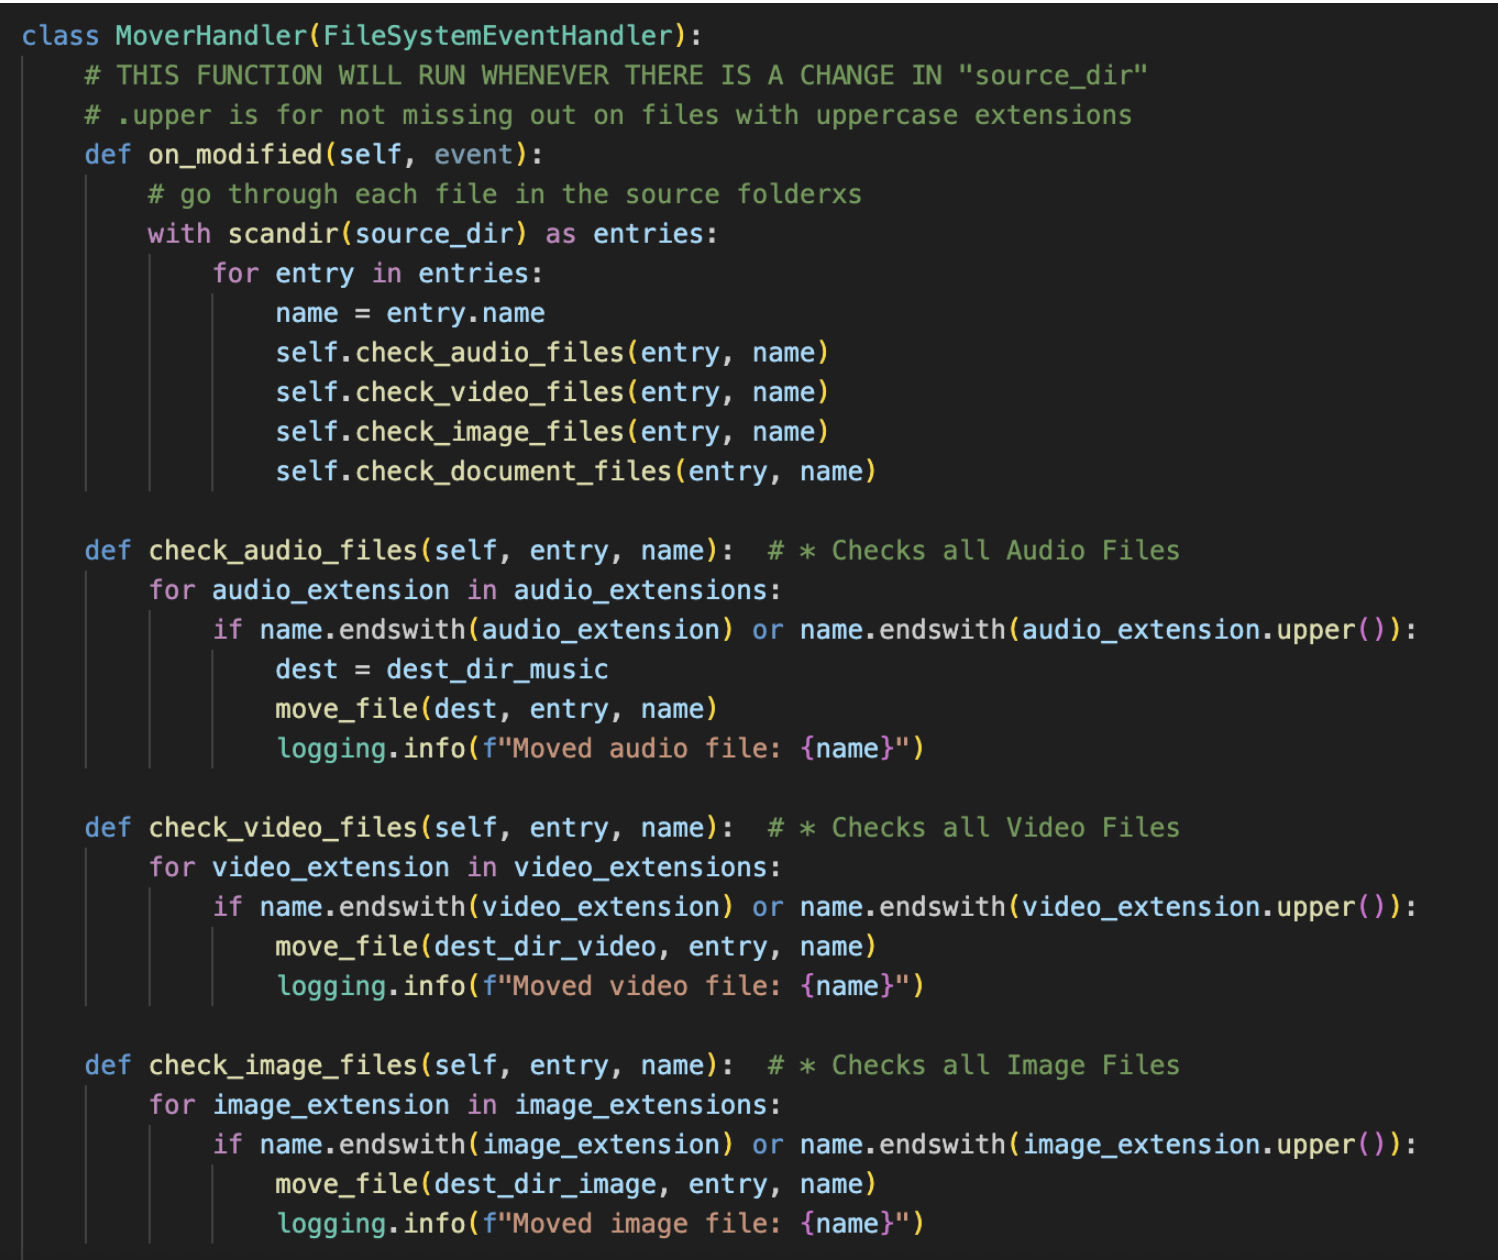 class MoverHandler(FileSystemEventHandler):
    # THIS FUNCTION WILL RUN WHENEVER THERE IS A CHANGE IN "source_dir"
    # .upper is for not missing out on files with uppercase extensions
    def on_modified(self, event):
        # go through each file in the source folderxs
        with scandir(source_dir) as entries:
            for entry in entries:
                name = entry.name
                self.check_audio_files(entry, name)
                self.check_video_files(entry, name)
                self.check_image_files(entry, name)
                self.check_document_files(entry, name)

    def check_audio_files(self, entry, name):  # * Checks all Audio Files
        for audio_extension in audio_extensions:
            if name.endswith(audio_extension) or name.endswith(audio_extension.upper()):
                dest = dest_dir_music
                move_file(dest, entry, name)
                logging.info(f"Moved audio file: {name}")

    def check_video_files(self, entry, name):  # * Checks all Video Files
        for video_extension in video_extensions:
            if name.endswith(video_extension) or name.endswith(video_extension.upper()):
                move_file(dest_dir_video, entry, name)
                logging.info(f"Moved video file: {name}")

    def check_image_files(self, entry, name):  # * Checks all Image Files
        for image_extension in image_extensions:
            if name.endswith(image_extension) or name.endswith(image_extension.upper()):
                move_file(dest_dir_image, entry, name)
                logging.info(f"Moved image file: {name}")